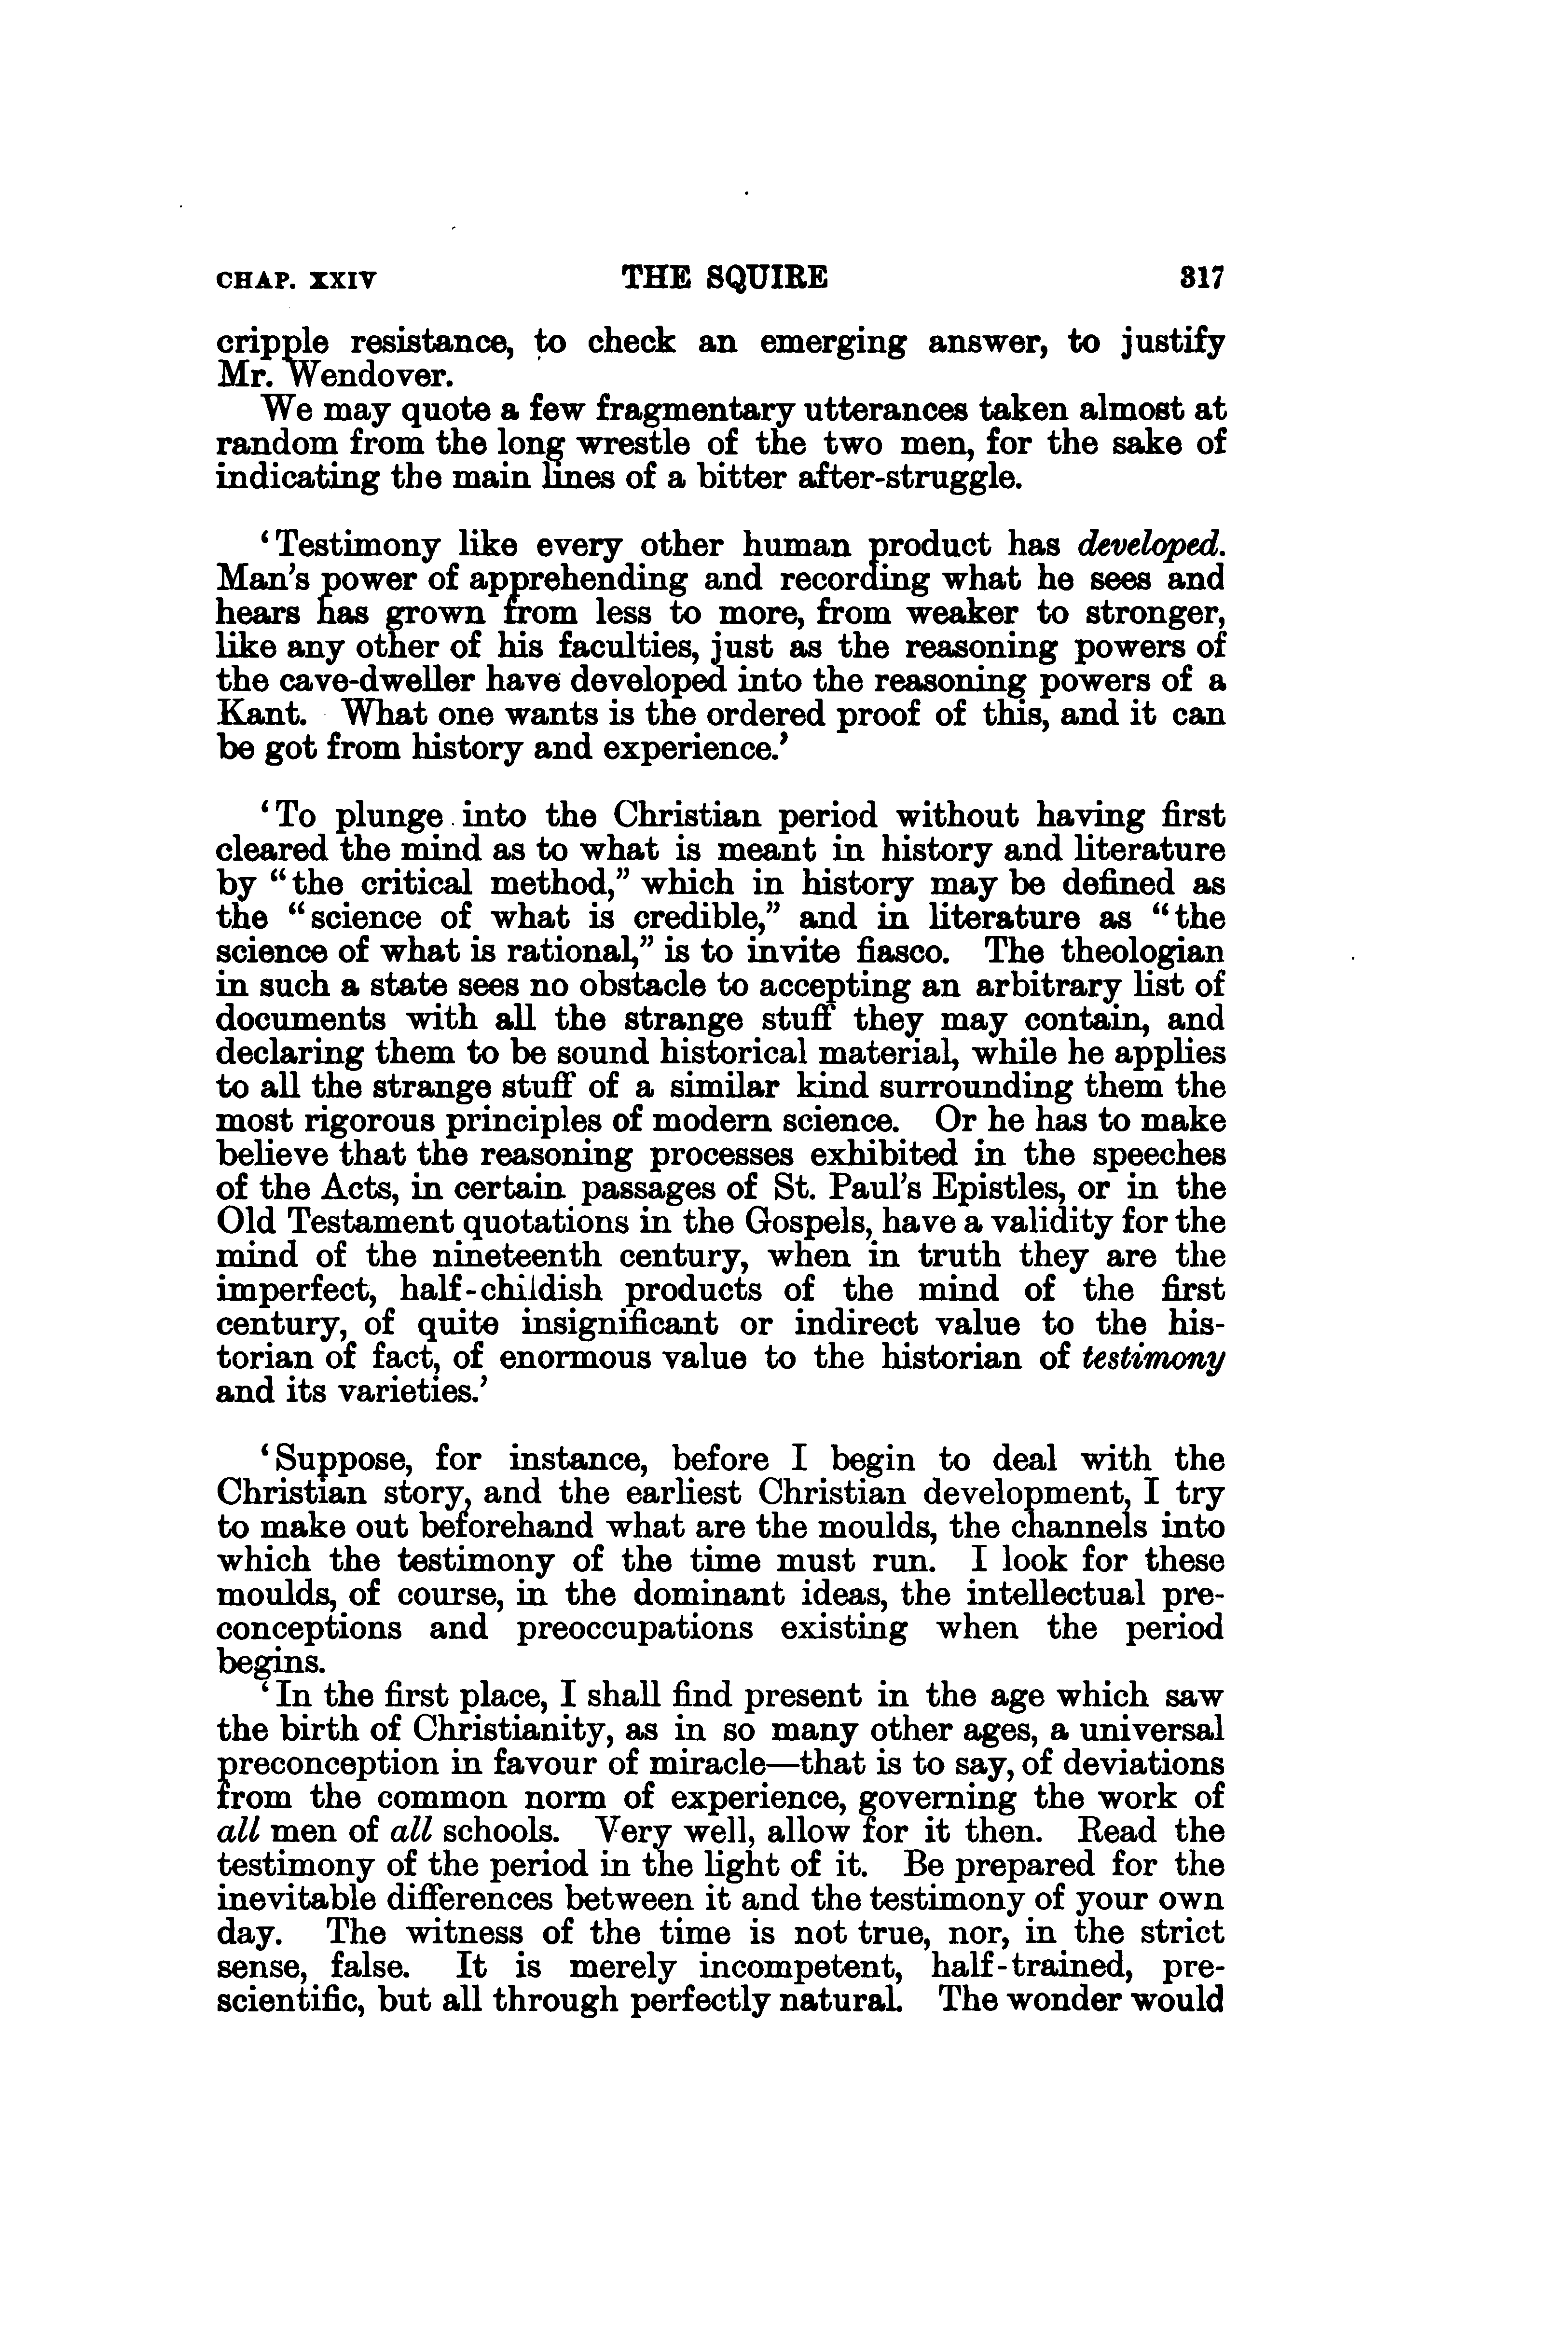 CHAP. XXIV THE SQUIRE 317
cripple resistance, to check an emerging answer, to justify
Mr. Wendover.
We may quote a few fragmentary utterances taken almost at
random from the long wrestle of the two men, for the sake of
indicating the main lines of a bitter after-struggle.
‘Testimony like every other human product has developed.
Man’s power of apprehending and recording what he sees and
hears has grown from less to more, from weaker to stronger,
like any other of his faculties, just as the reasoning powers of
the cave-dweller have developed into the reasoning powers of a
Kant. What one wants is the ordered proof of this, and it can
be got from history and experience.’
‘To plunge into the Christian period without having first
cleared the mind as to what is meant in history and literature
by “the critical method,” which in history may be defined as
the “science of what is credible,” and in literature as “the
science of what is rational,” is to invite fiasco. The theologian
in such a state sees no obstacle to accepting an arbitrary list of
documents with all the strange stuff they may contain, and
declaring them to be sound historical material, while he applies
to all the strange stuff of a similar kind surrounding them the
most rigorous principles of modern science. Or he has to make
believe that the reasoning processes exhibited in the speeches
of the Acts, in certain passages of St. Paul’s Epistles, or in the
Old Testament quotations in the Gospels, have a validity for the
mind of the nineteenth century, when in truth they are the
imperfect, half-childish products of the mind of the first
century, of quite insignificant or indirect value to the his-
torian of fact, of enormous value to the historian of testimony
and its varieties.’
‘Suppose, for instance, before I begin to deal with the
Christian story, and the earliest Christian development, I try
to make out beforehand what are the moulds, the channels into
which the testimony of the time must run. I look for these
moulds, of course, in the dominant ideas, the intellectual pre-
conceptions and preoccupations existing when the period
begins.
‘In the first place, I shall find present in the age which saw
the birth of Christianity, as in so many other ages, a universal
preconception in favour of miracle—that is to say, of deviations
from the common norm of experience, governing the work of
all men of all schools. Very well, allow for it then. Read the
testimony of the period in the light of it. Be prepared for the
inevitable differences between it and the testimony of your own
day. The witness of the time is not true, nor, in the strict
sense, false. It is merely incompetent, half-trained, pre-
scientific, but all through perfectly natural. The wonder would